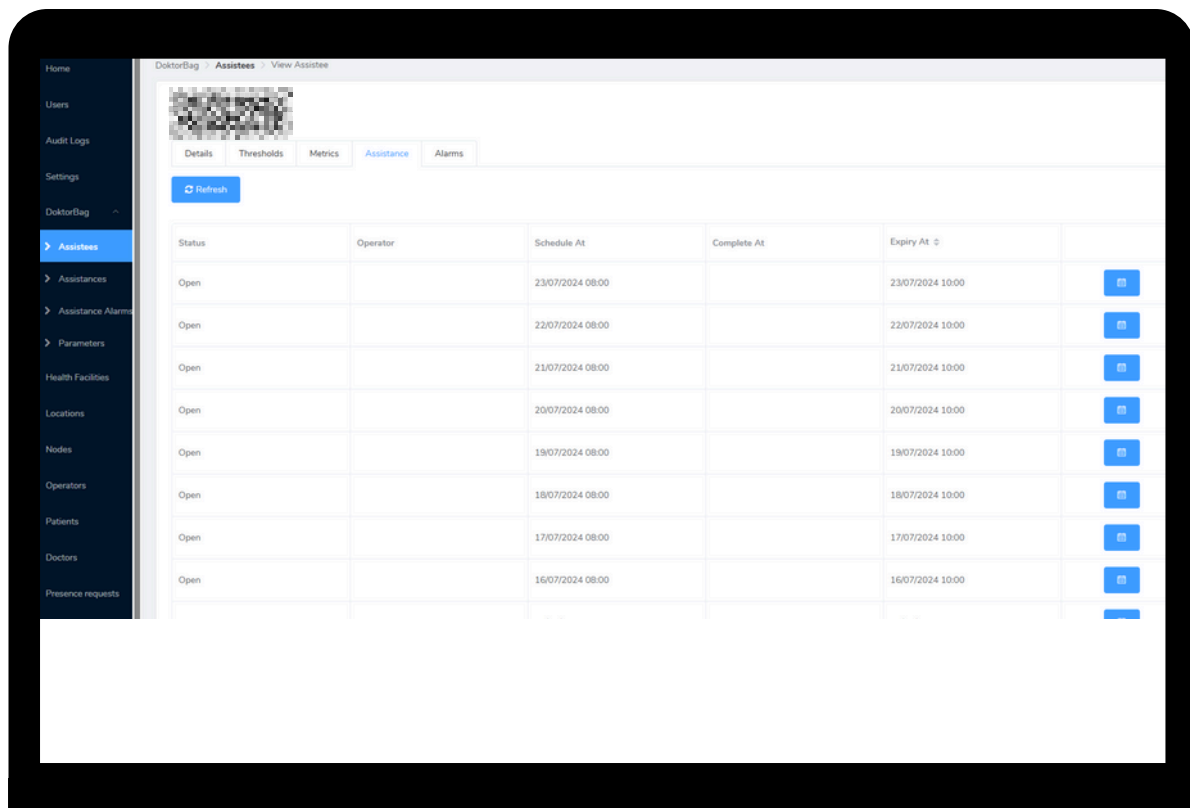 Home
Users
Audit Logs
Settings
DoktorBag
Assistees
Assistances
Assistance Alarms
Parameters
Health Facilities
Locations
Nodes
Operators
Patients
Doctors
Presence requests
DoktorBag > Assistees > View Assistee
Details Thresholds Metrics Assistance Alarms
Refresh
Status Operator Schedule At Complete At Expiry At
Open 23/07/2024 08:00 23/07/2024 10:00
Open 22/07/2024 08:00 22/07/2024 10:00
Open 21/07/2024 08:00 21/07/2024 10:00
Open 20/07/2024 08:00 20/07/2024 10:00
Open 19/07/2024 08:00 19/07/2024 10:00
Open 18/07/2024 08:00 18/07/2024 10:00
Open 17/07/2024 08:00 17/07/2024 10:00
Open 16/07/2024 08:00 16/07/2024 10:00